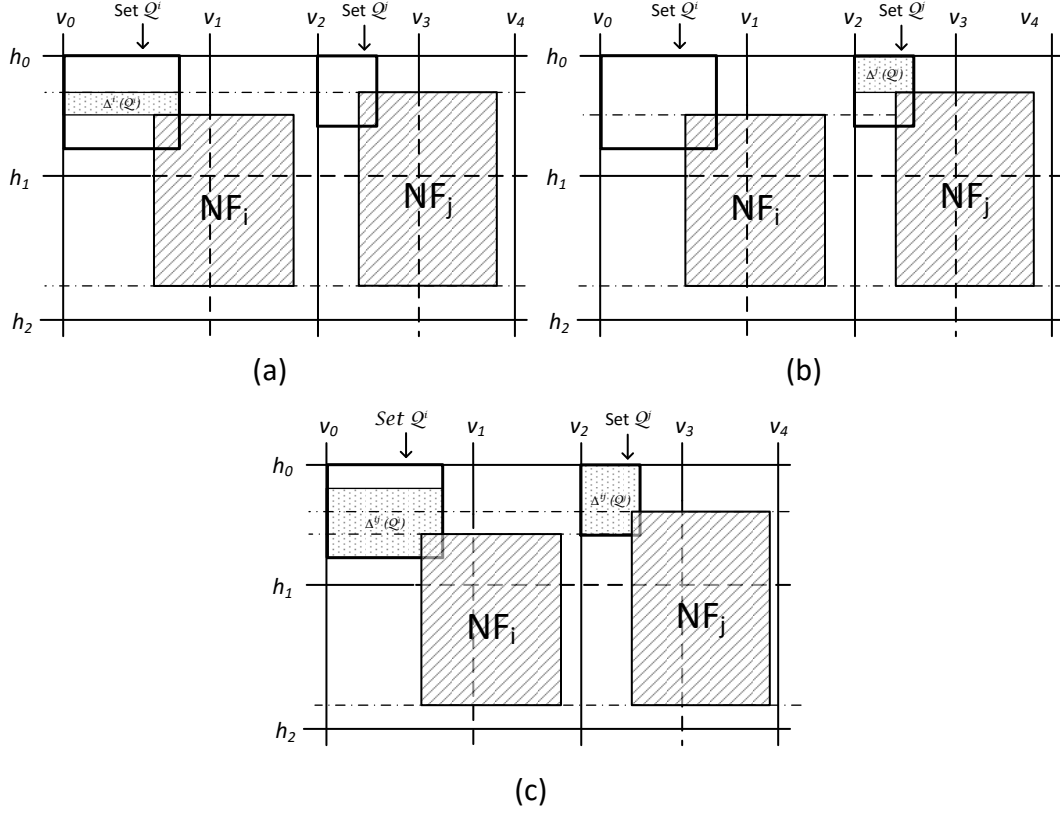 Set Qⁱ Set Qʲ
v₀ v₁ v₂ v₃ v₄
h₀
Δⁱ (Qⁱ)
h₁
NFᵢ NFⱼ
h₂
(a)
Set Qⁱ Set Qʲ
v₀ v₁ v₂ v₃ v₄
h₀
Δʲ (Qʲ)
h₁
NFᵢ NFⱼ
h₂
(b)
Set Qⁱ Set Qʲ
v₀ v₁ v₂ v₃ v₄
h₀
Δⁱʲ (Qⁱ) Δⁱʲ (Qʲ)
h₁
NFᵢ NFⱼ
h₂
(c)